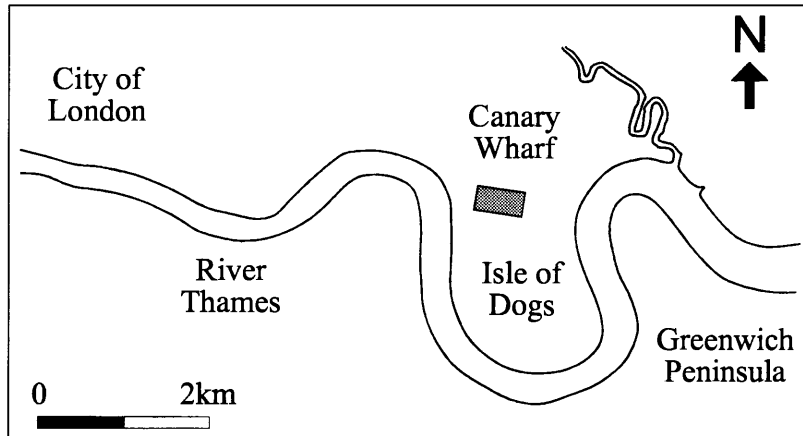 N
City of
London
Canary
Wharf
River
Thames
Isle of
Dogs
Greenwich
Peninsula
0 2km